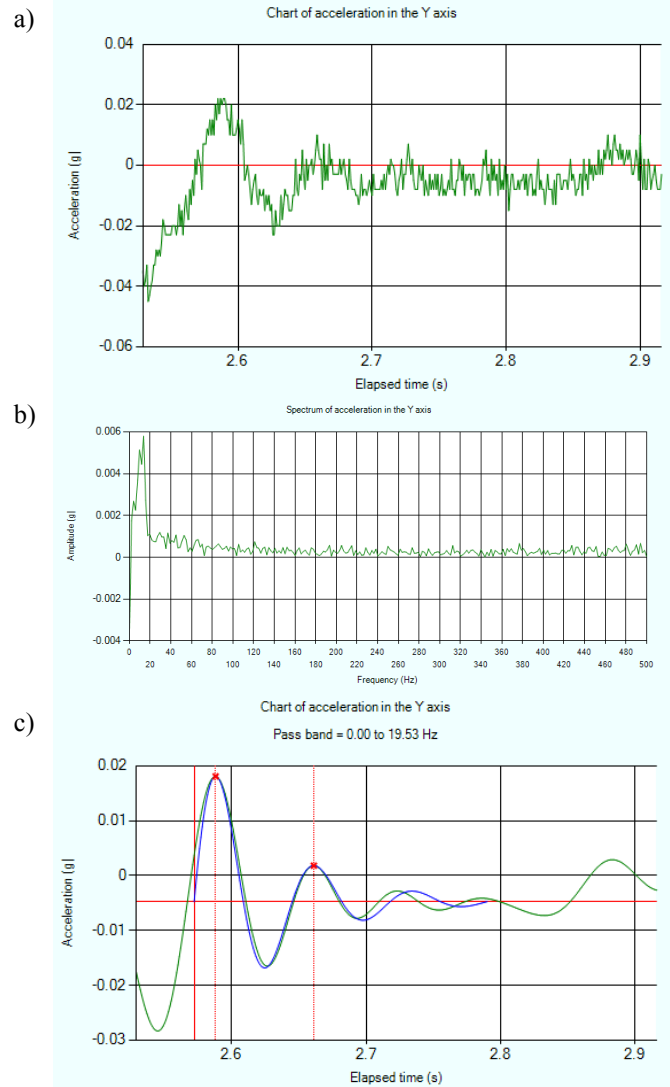 a)
Chart of acceleration in the Y axis
0.04
0.02
0
-0.02
-0.04
-0.06
Acceleration [g]
2.6 2.7 2.8 2.9
Elapsed time (s)
b)
Spectrum of acceleration in the Y axis
0.006
0.004
0.002
0
-0.002
-0.004
Amplitude [g]
0 40 80 120 160 200 240 280 320 360 400 440 480
20 60 100 140 180 220 260 300 340 380 420 460 500
Frequency (Hz)
c)
Chart of acceleration in the Y axis
Pass band = 0.00 to 19.53 Hz
0.02
0.01
0
-0.01
-0.02
-0.03
Acceleration [g]
2.6 2.7 2.8 2.9
Elapsed time (s)